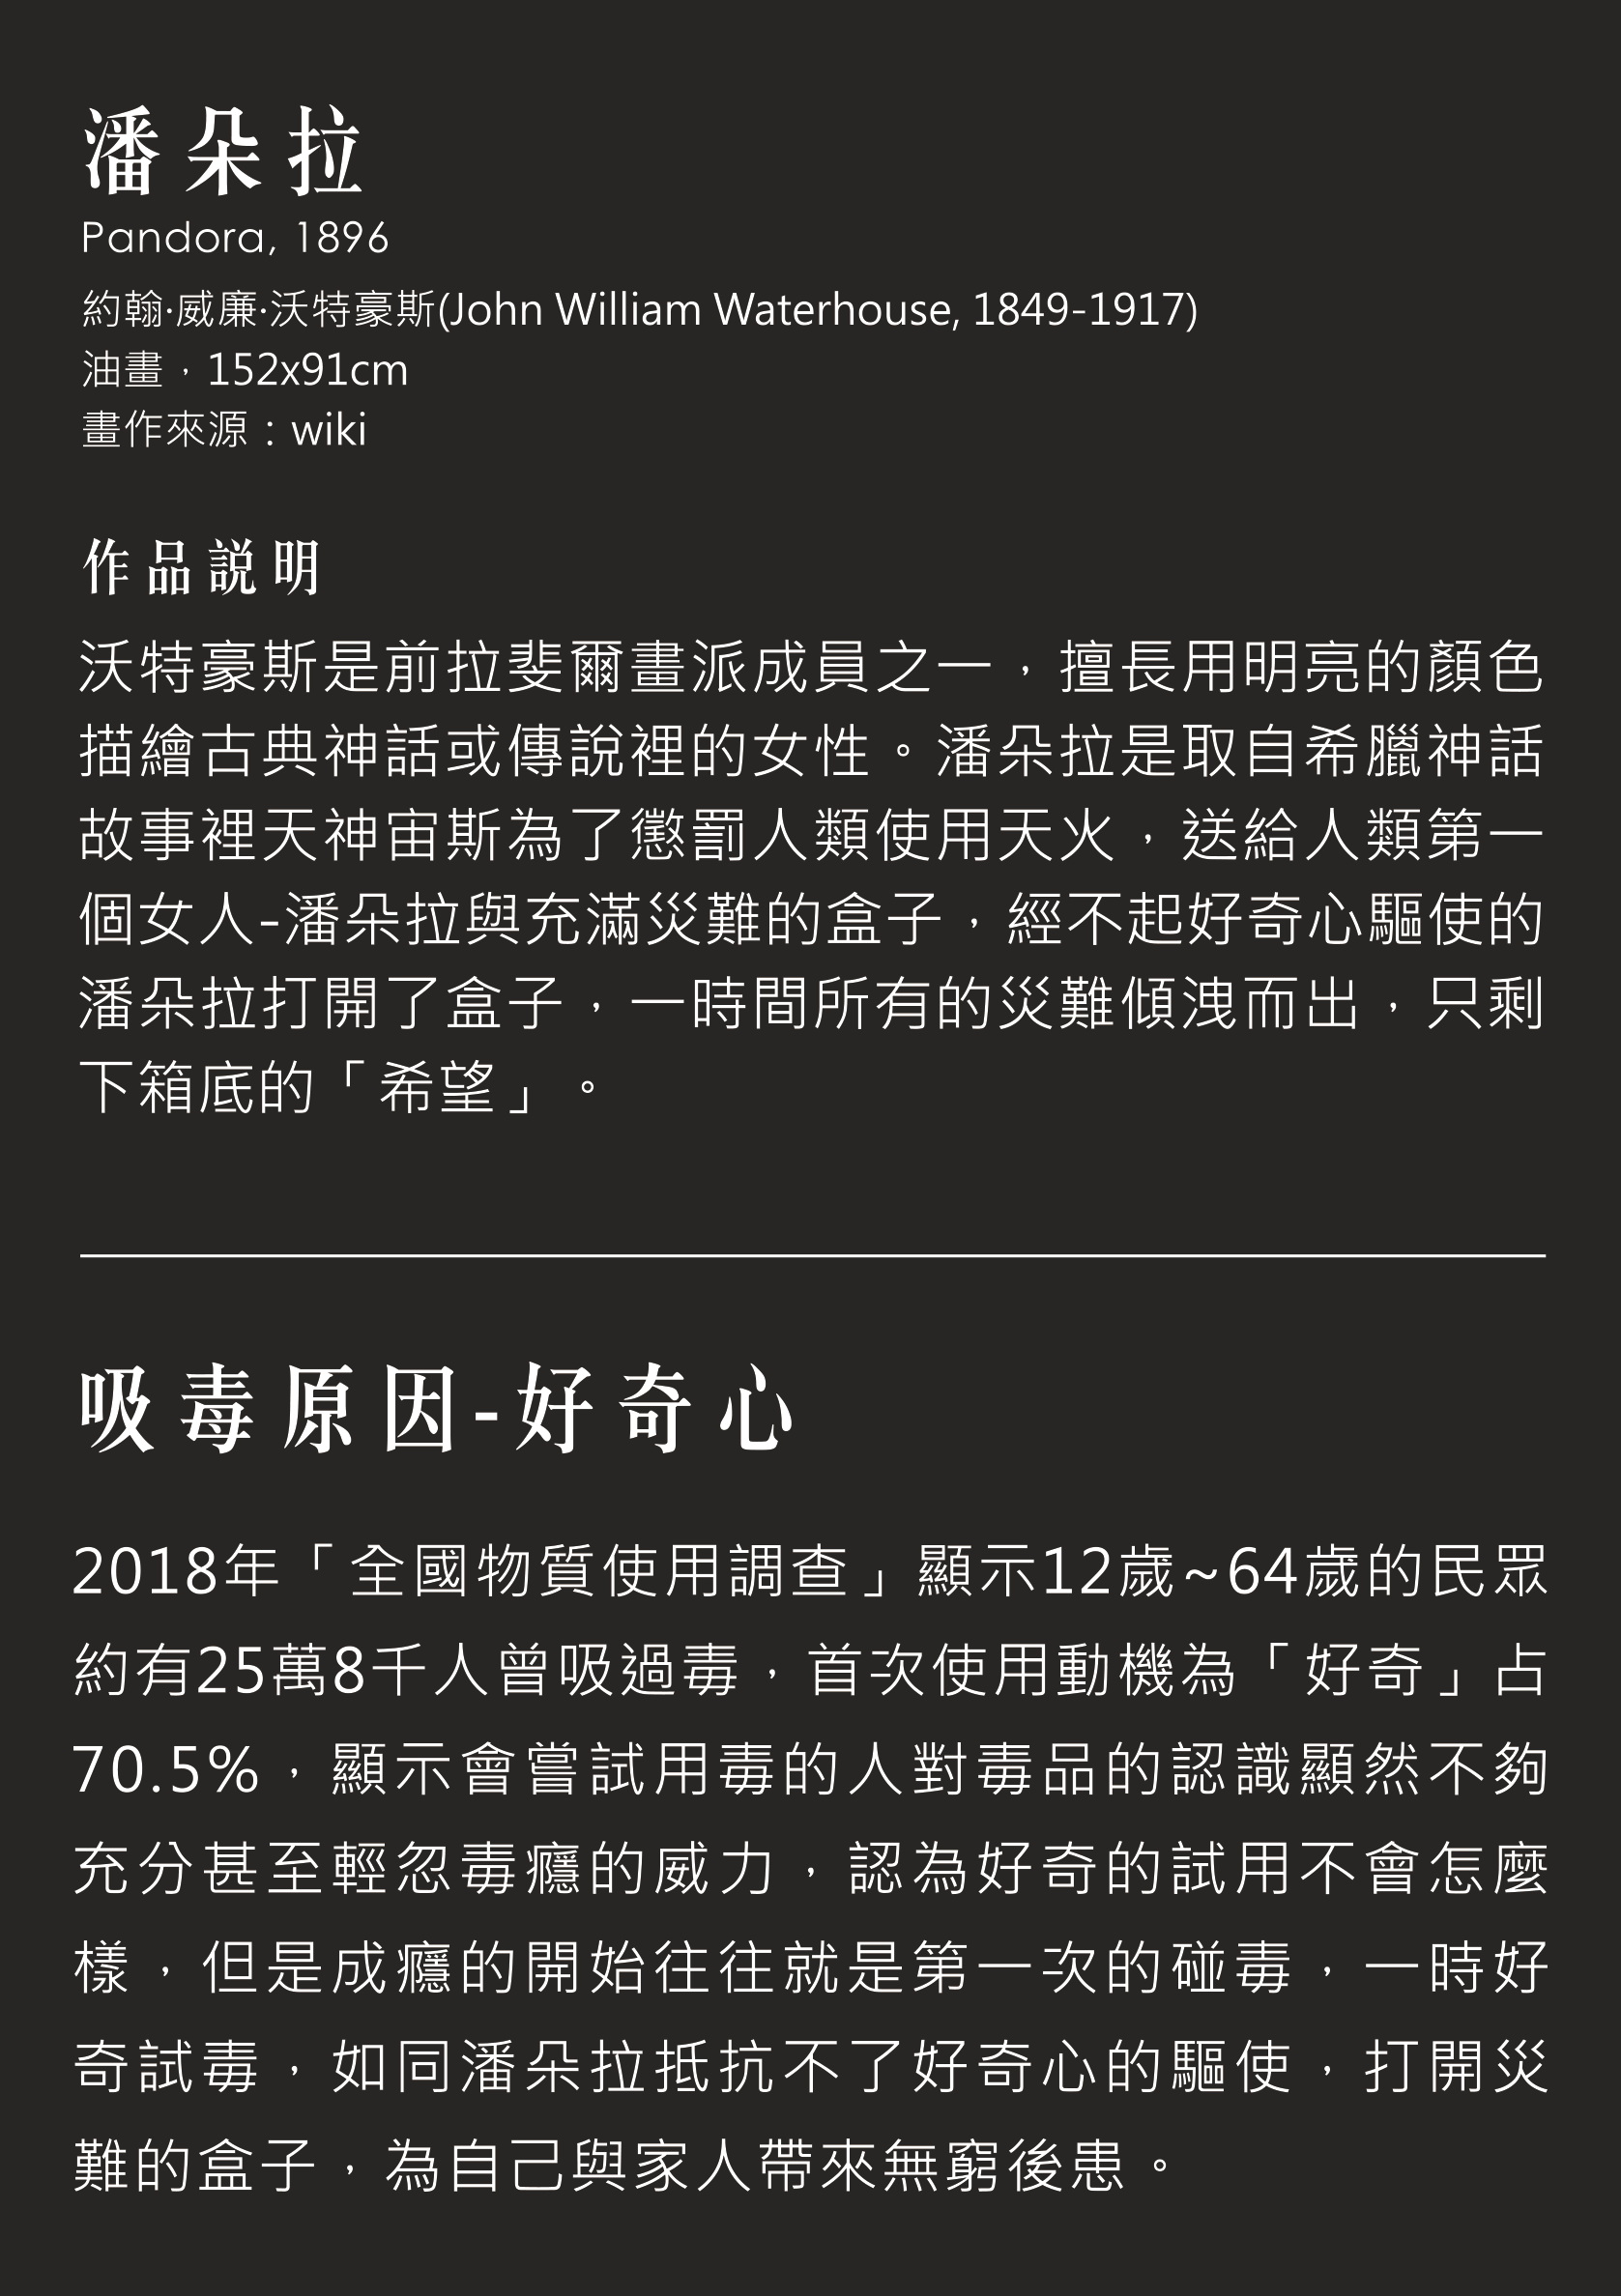 潘朵拉
Pandora, 1896
約翰·威廉·沃特豪斯(John William Waterhouse, 1849-1917)
油畫，152x91cm
畫作來源：wiki
作品説明
沃特豪斯是前拉斐爾畫派成員之一，擅長用明亮的顏色
描繪古典神話或傳說裡的女性。潘朵拉是取自希臘神話
故事裡天神宙斯為了懲罰人類使用天火，送給人類第一
個女人-潘朵拉與充滿災難的盒子，經不起好奇心驅使的
潘朵拉打開了盒子，一時間所有的災難傾洩而出，只剩
下箱底的「希望」。
吸毒原因-好奇心
2018年「全國物質使用調查」顯示12歲~64歲的民眾
約有25萬8千人曾吸過毒，首次使用動機為「好奇」占
70.5%，顯示會嘗試用毒的人對毒品的認識顯然不夠
充分甚至輕忽毒癮的威力，認為好奇的試用不會怎麼
樣，但是成癮的開始往往就是第一次的碰毒，一時好
奇試毒，如同潘朵拉抵抗不了好奇心的驅使，打開災
難的盒子，為自己與家人帶來無窮後患。